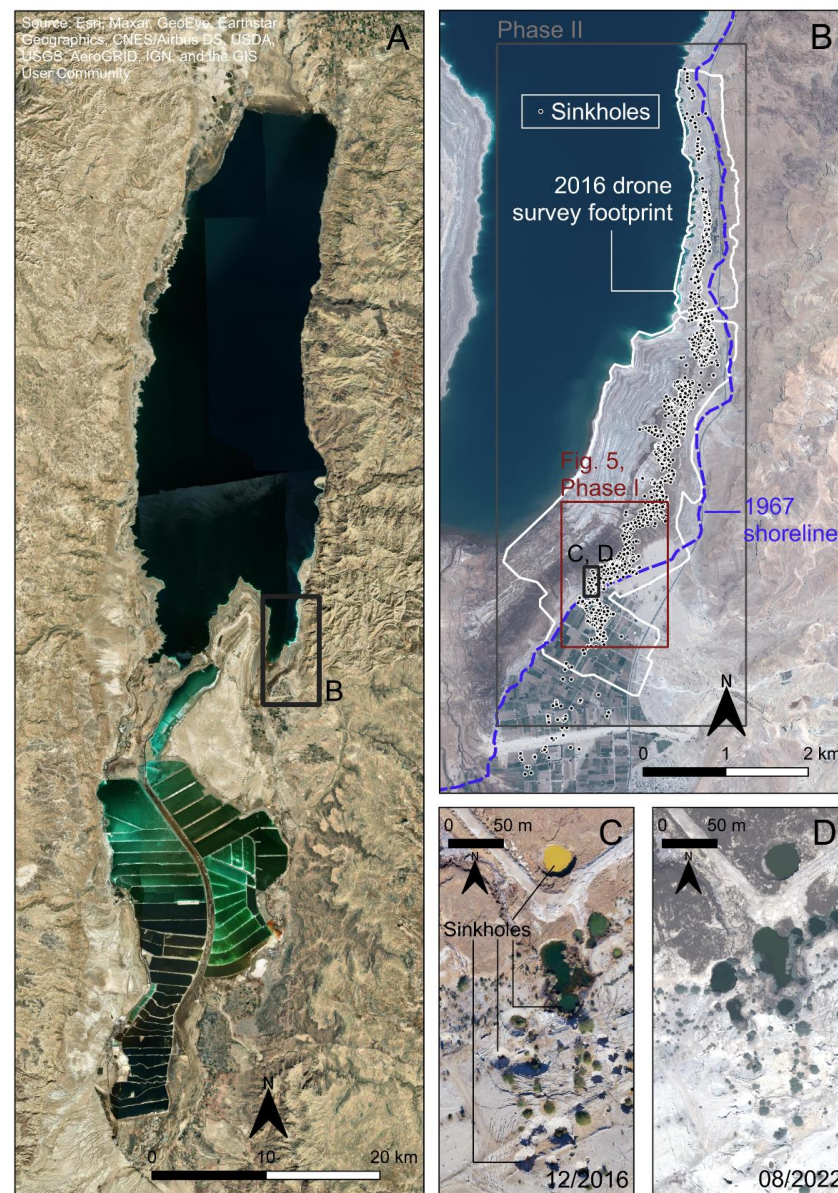 Source: Esri, Maxar, GeoEye, Earthstar
Geographics, CNES/Airbus DS, USDA,
USGS, AeroGRID, IGN, and the GIS
User Community
A
B
N
0 10 20 km
Phase II
B
Sinkholes
2016 drone
survey footprint
Fig. 5,
Phase I
1967
shoreline
C, D
N
0 1 2 km
0 50 m
C
N
Sinkholes
12/2016
0 50 m
D
N
08/2022